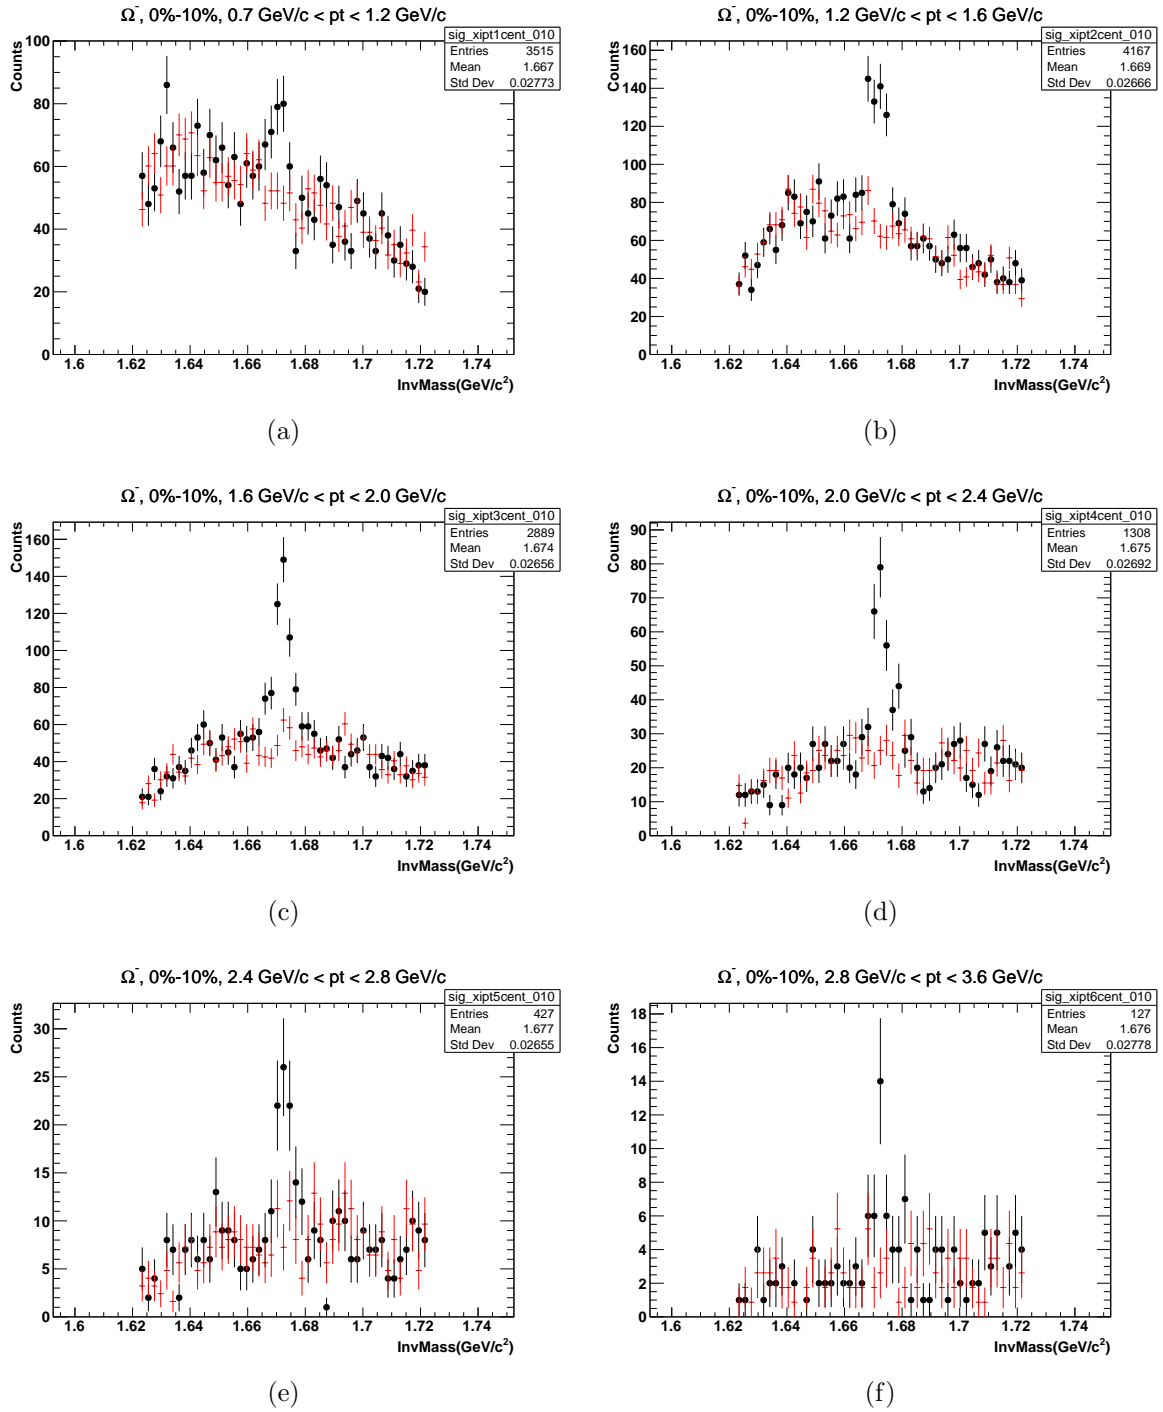 Ω-, 0%-10%, 0.7 GeV/c < pt < 1.2 GeV/c
sig_xipt1cent_010
Entries 3515
Mean 1.667
Std Dev 0.02773
Counts
100
80
60
40
20
0
1.6 1.62 1.64 1.66 1.68 1.7 1.72 1.74
InvMass(GeV/c²)
(a)
Ω-, 0%-10%, 1.2 GeV/c < pt < 1.6 GeV/c
sig_xipt2cent_010
Entries 4167
Mean 1.669
Std Dev 0.02666
Counts
160
140
120
100
80
60
40
20
0
1.6 1.62 1.64 1.66 1.68 1.7 1.72 1.74
InvMass(GeV/c²)
(b)
Ω-, 0%-10%, 1.6 GeV/c < pt < 2.0 GeV/c
sig_xipt3cent_010
Entries 2889
Mean 1.674
Std Dev 0.02656
Counts
160
140
120
100
80
60
40
20
0
1.6 1.62 1.64 1.66 1.68 1.7 1.72 1.74
InvMass(GeV/c²)
(c)
Ω-, 0%-10%, 2.0 GeV/c < pt < 2.4 GeV/c
sig_xipt4cent_010
Entries 1308
Mean 1.675
Std Dev 0.02692
Counts
90
80
70
60
50
40
30
20
10
0
1.6 1.62 1.64 1.66 1.68 1.7 1.72 1.74
InvMass(GeV/c²)
(d)
Ω-, 0%-10%, 2.4 GeV/c < pt < 2.8 GeV/c
sig_xipt5cent_010
Entries 427
Mean 1.677
Std Dev 0.02655
Counts
30
25
20
15
10
5
0
1.6 1.62 1.64 1.66 1.68 1.7 1.72 1.74
InvMass(GeV/c²)
(e)
Ω-, 0%-10%, 2.8 GeV/c < pt < 3.6 GeV/c
sig_xipt6cent_010
Entries 127
Mean 1.676
Std Dev 0.02778
Counts
18
16
14
12
10
8
6
4
2
0
1.6 1.62 1.64 1.66 1.68 1.7 1.72 1.74
InvMass(GeV/c²)
(f)